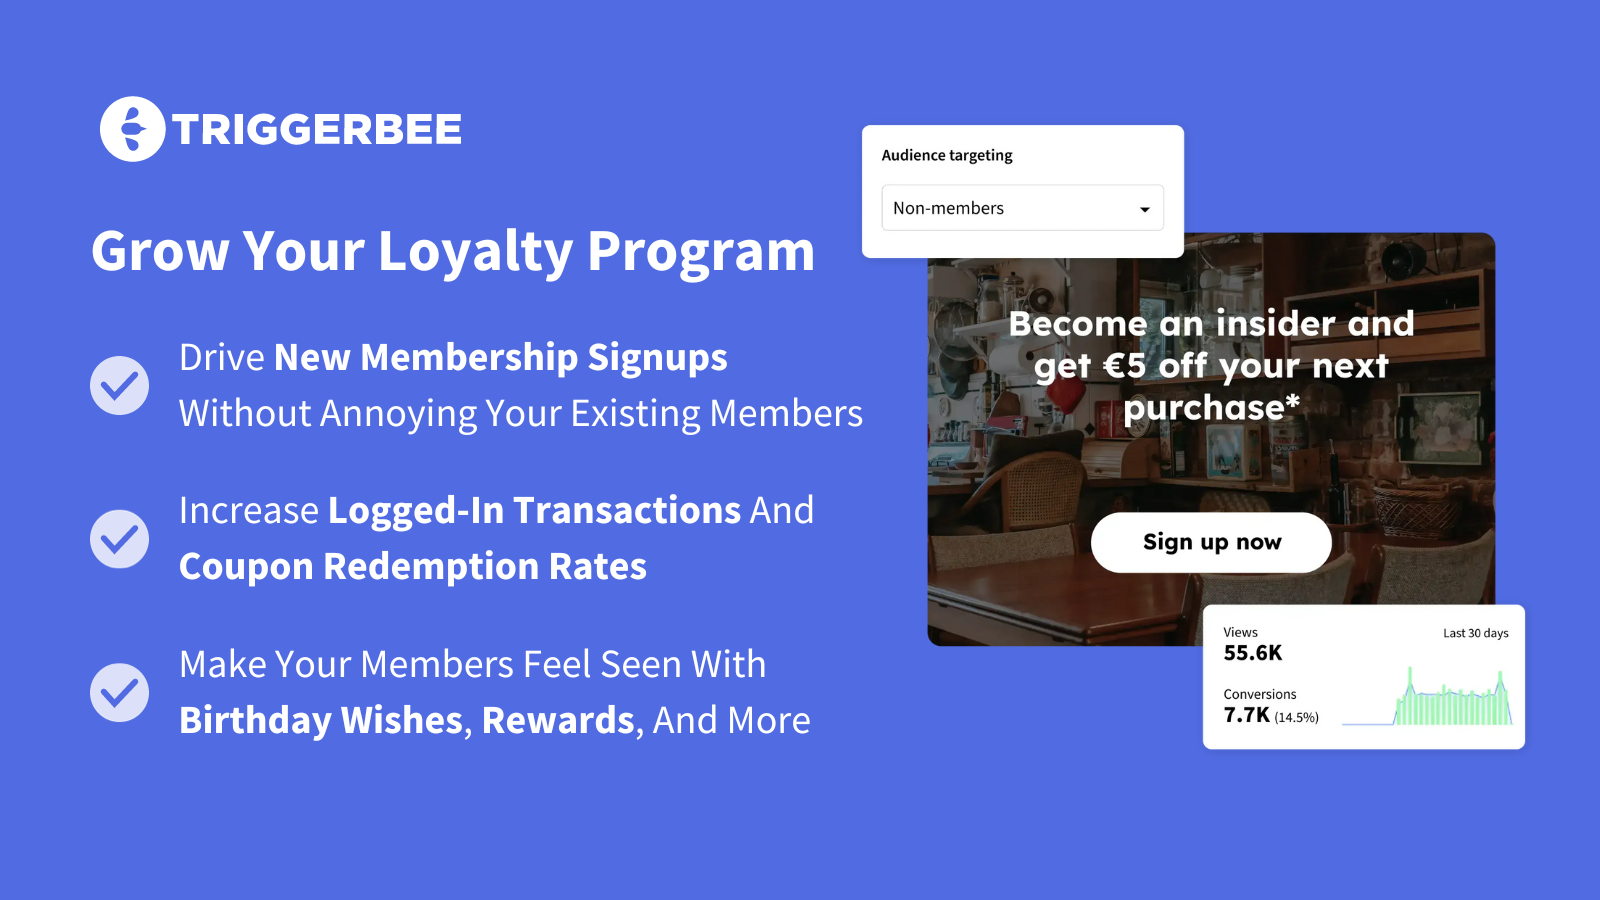 TRIGGERBEE
Grow Your Loyalty Program
Drive New Membership Signups
Without Annoying Your Existing Members
Increase Logged-In Transactions And
Coupon Redemption Rates
Make Your Members Feel Seen With
Birthday Wishes, Rewards, And More
Audience targeting
Non-members
Become an insider and
get €5 off your next
purchase*
Sign up now
Views
Last 30 days
55.6K
Conversions
7.7K (14.5%)